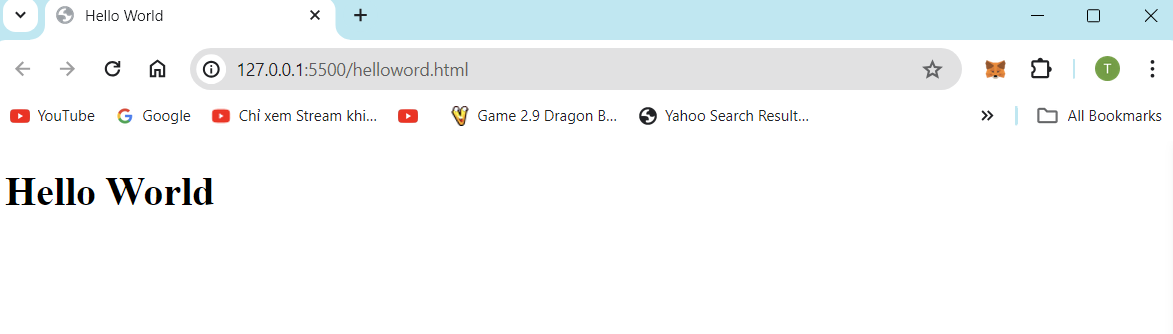 Hello World
127.0.0.1:5500/helloword.html
T
YouTube Google Chỉ xem Stream khi... Game 2.9 Dragon B... Yahoo Search Result... All Bookmarks
Hello World